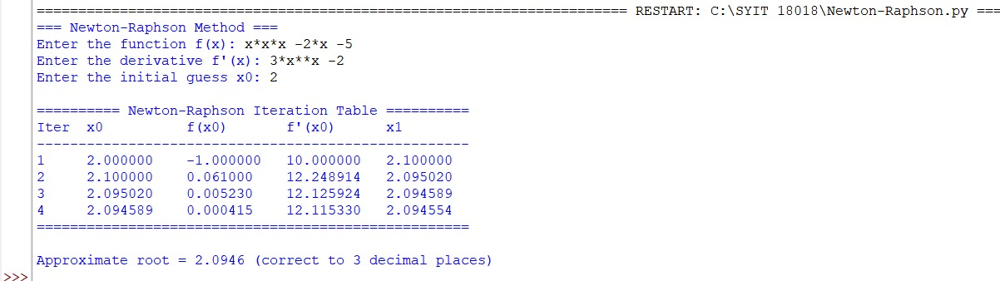 ======================================================================= RESTART: C:\SYIT 18018\Newton-Raphson.py ===
=== Newton-Raphson Method ===
Enter the function f(x): x*x*x -2*x -5
Enter the derivative f'(x): 3*x**x -2
Enter the initial guess x0: 2

========== Newton-Raphson Iteration Table ==========
Iter  x0          f(x0)       f'(x0)      x1
----------------------------------------------------
1     2.000000    -1.000000   10.000000   2.100000
2     2.100000    0.061000    12.248914   2.095020
3     2.095020    0.005230    12.125924   2.094589
4     2.094589    0.000415    12.115330   2.094554
====================================================

Approximate root = 2.0946 (correct to 3 decimal places)
>>>